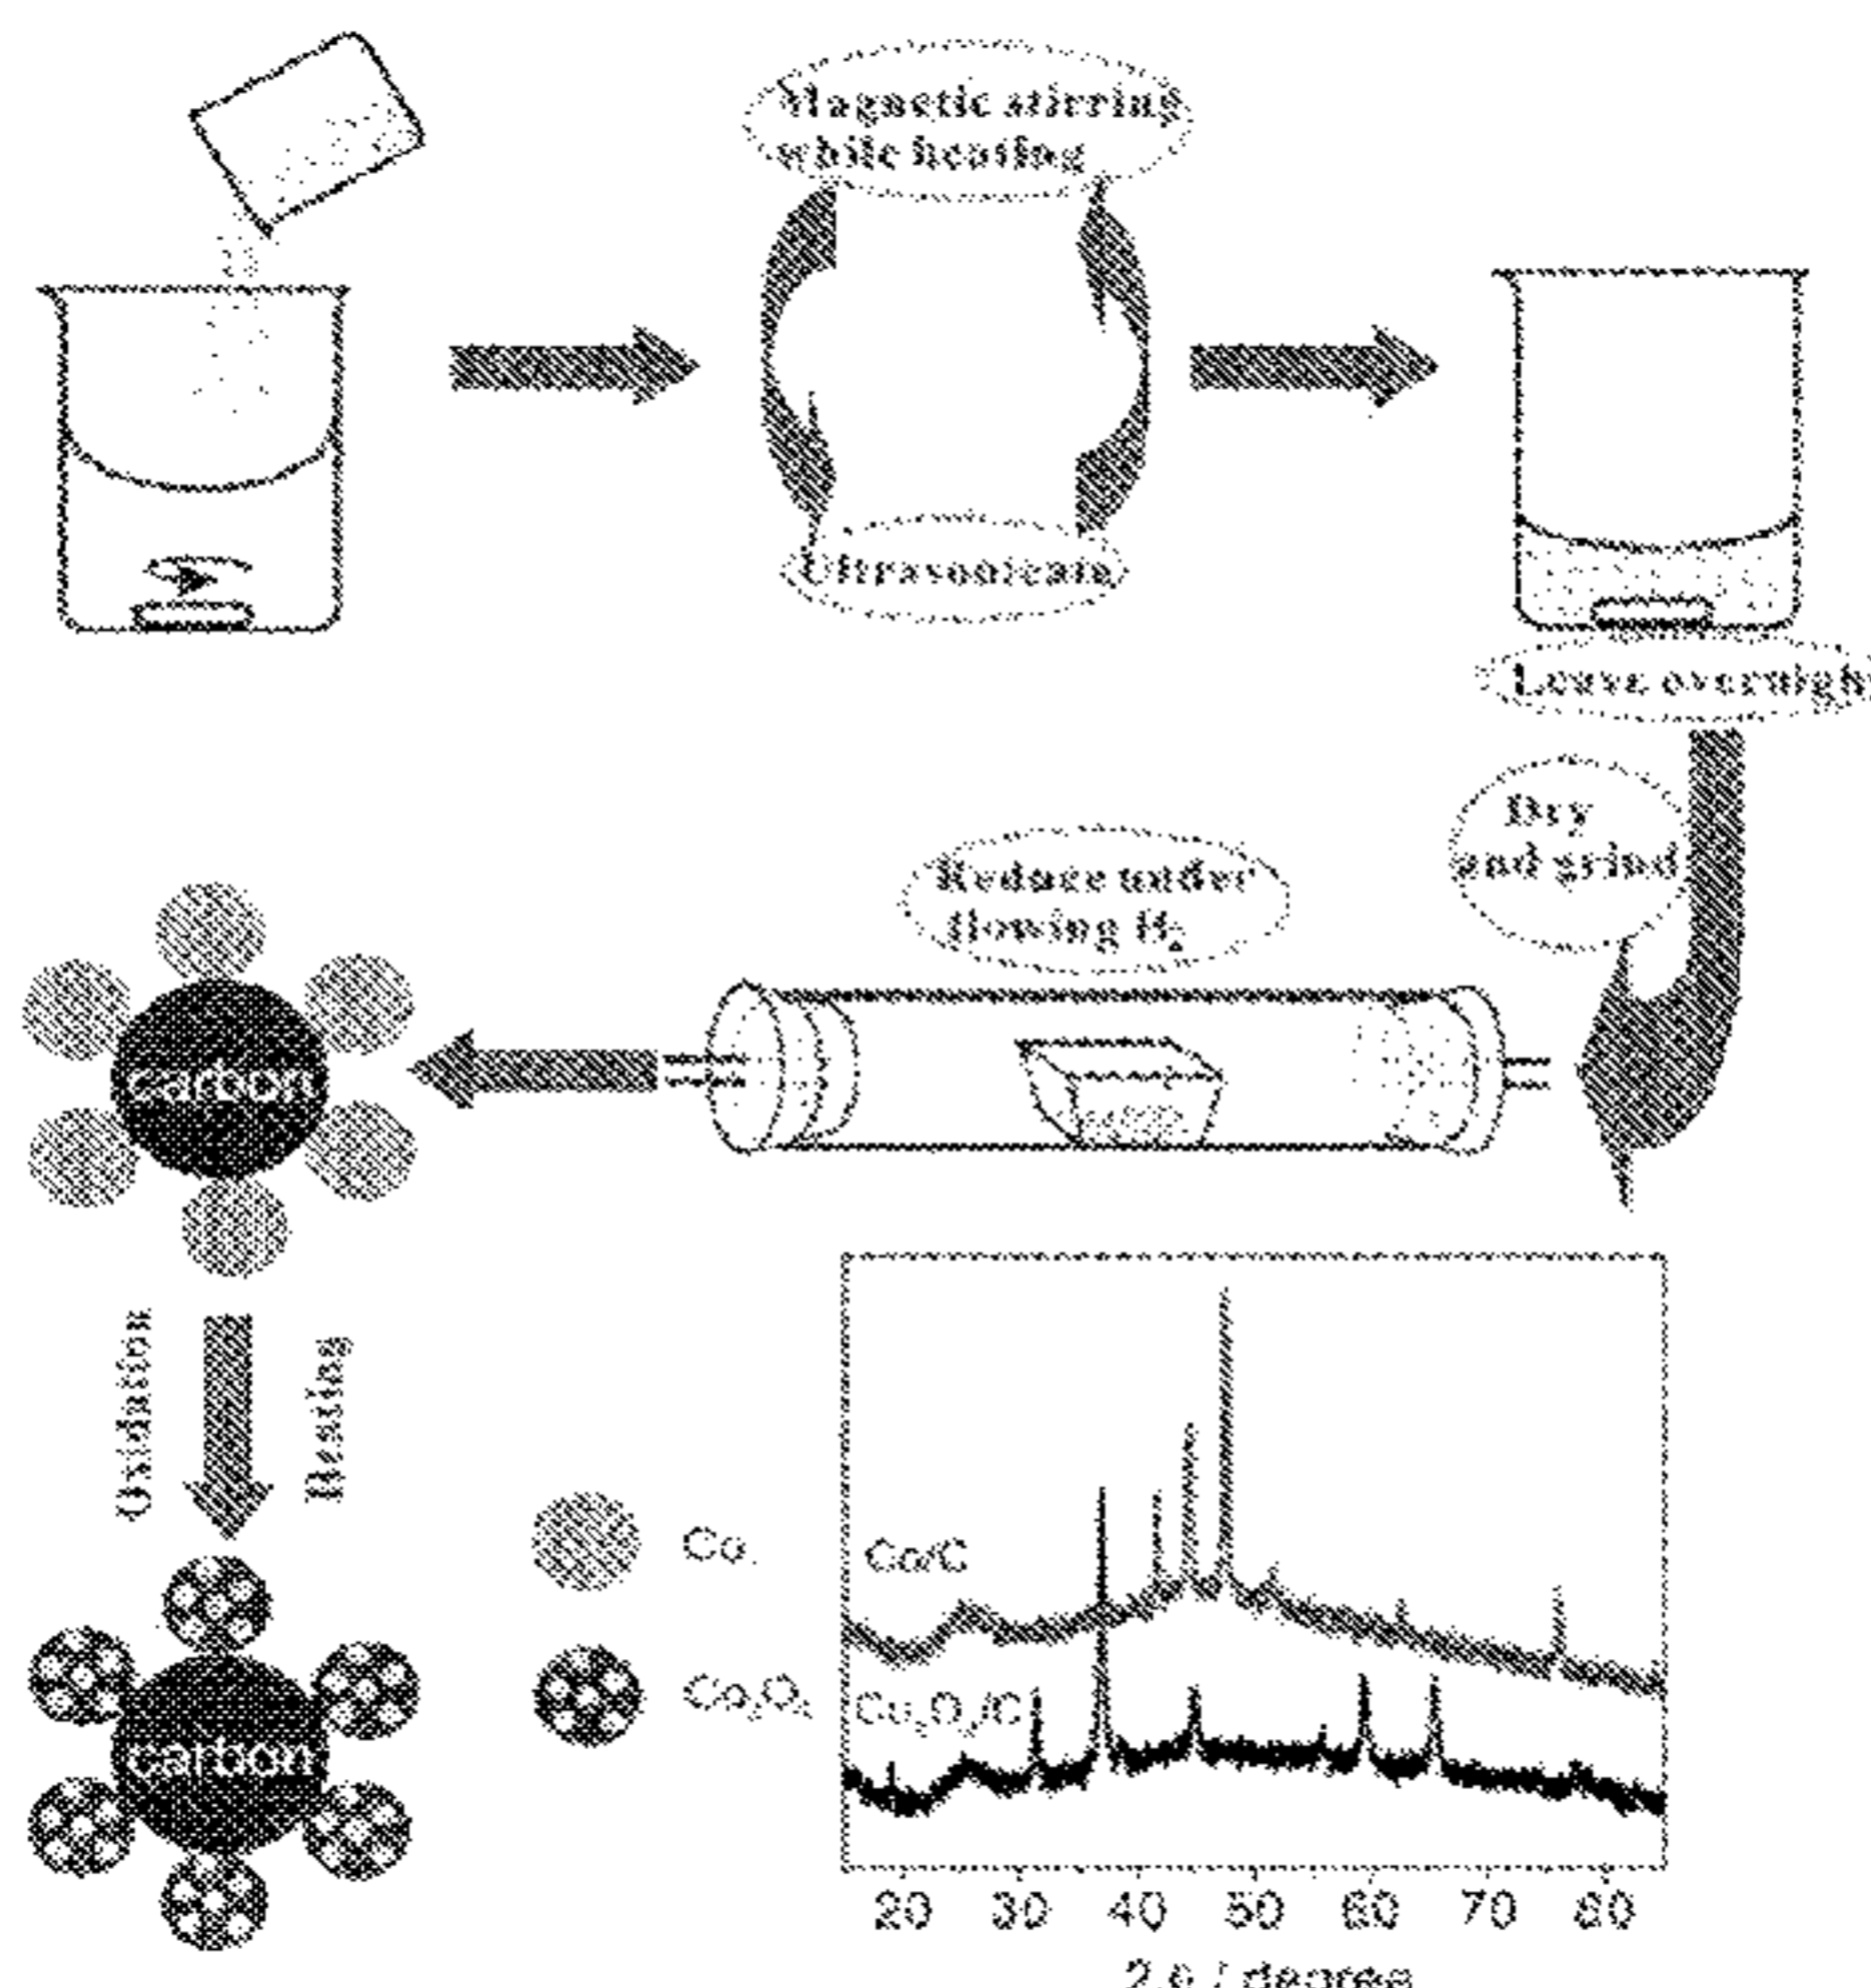 Magnetic stirring
while heating
Ultrasonicate
Leave overnight
Dry
and grind
Reduce under
flowing H₂
carbon
Oxidation
Heating
carbon
Co
Co₃O₄
Co/C
Co₃O₄/C
20 30 40 50 60 70 80
2 θ / degree